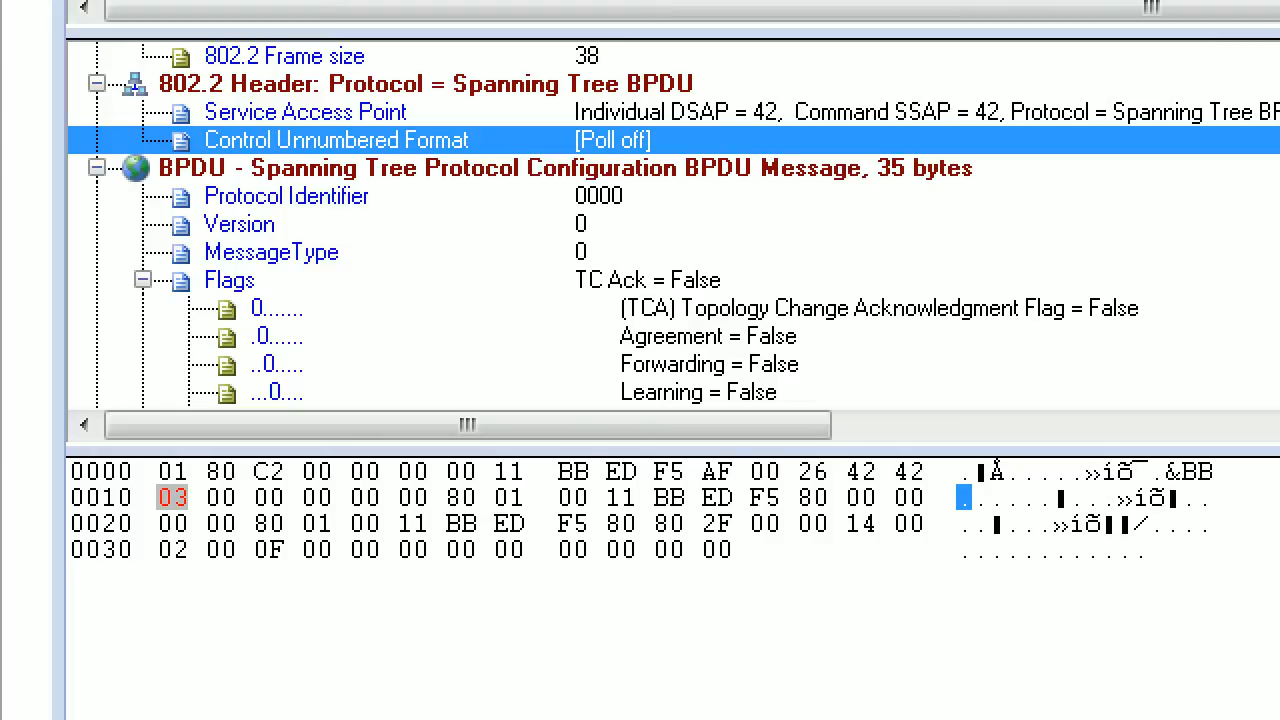 802.2 Frame size 38
802.2 Header: Protocol = Spanning Tree BPDU
Service Access Point Individual DSAP = 42, Command SSAP = 42, Protocol = Spanning Tree BP
Control Unnumbered Format [Poll off]
BPDU - Spanning Tree Protocol Configuration BPDU Message, 35 bytes
Protocol Identifier 0000
Version 0
MessageType 0
Flags TC Ack = False
0....... (TCA) Topology Change Acknowledgment Flag = False
.0...... Agreement = False
..0..... Forwarding = False
...0.... Learning = False
0000 01 80 C2 00 00 00 00 11 BB ED F5 AF 00 26 42 42 .▮Â.....»íõ¯.&BB
0010 03 00 00 00 00 00 80 01 00 11 BB ED F5 80 00 00 ......▮...»íõ▮..
0020 00 00 80 01 00 11 BB ED F5 80 80 2F 00 00 14 00 ..▮...»íõ▮▮/....
0030 02 00 0F 00 00 00 00 00 00 00 00 00 ............